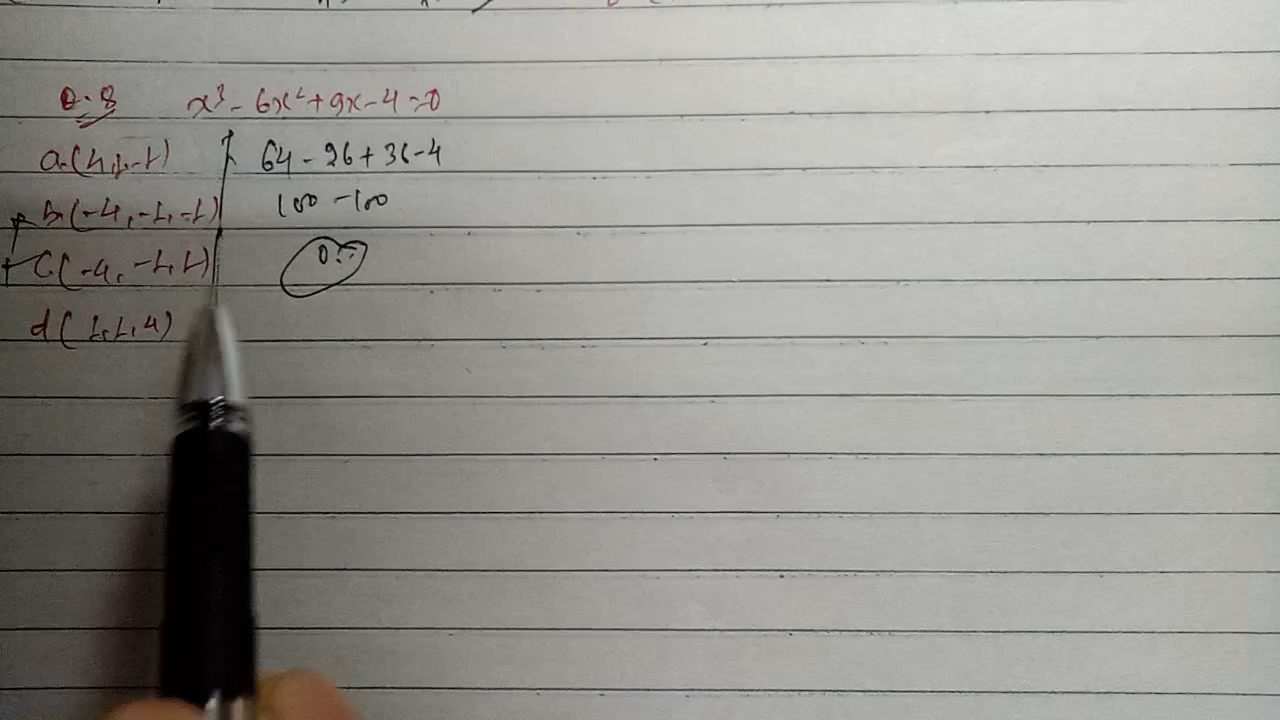 Q.8 x³ - 6x² + 9x - 4 = 0
a. (4, 1, -1)
64 - 96 + 36 - 4
b. (-4, -1, -1)
100 - 100
c. (-4, -1, 1)
0
d (1, 1, 4)